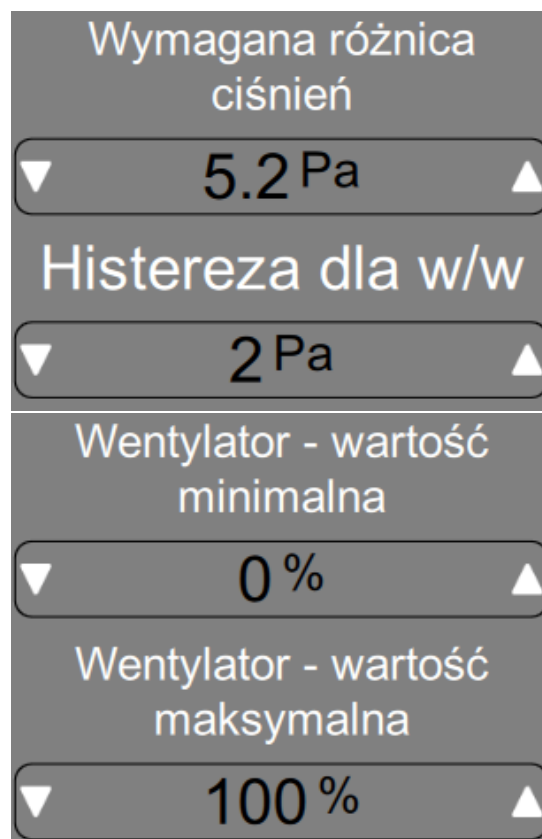 Wymagana różnica
ciśnień
5.2 Pa
Histereza dla w/w
2 Pa
Wentylator - wartość
minimalna
0 %
Wentylator - wartość
maksymalna
100 %